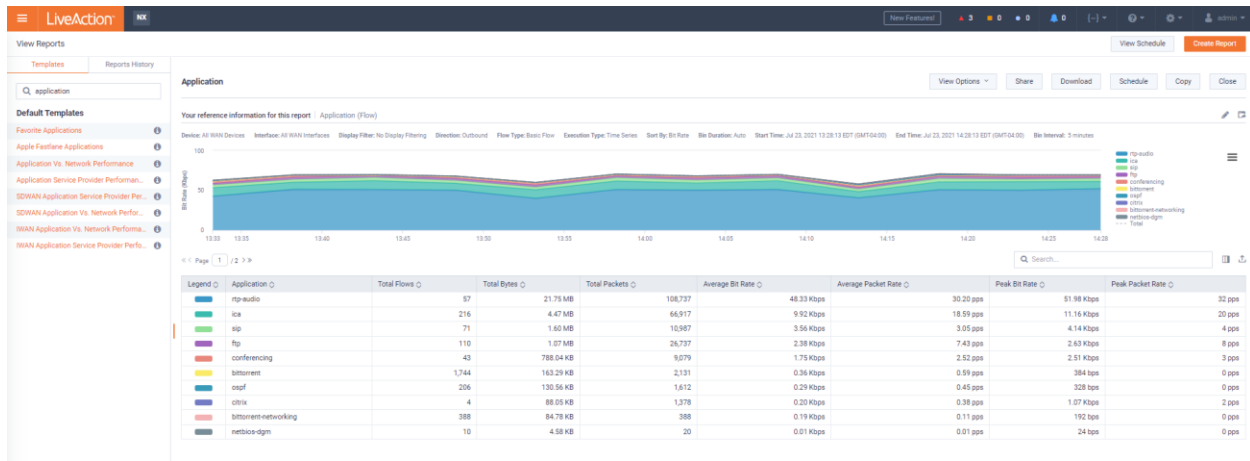 LiveAction NX New Features! 3 0 0 0 admin
View Reports View Schedule Create Report
Templates Reports History
application
Application View Options Share Download Schedule Copy Close
Default Templates
Favorite Applications
Apple Fastlane Applications
Application Vs. Network Performance
Application Service Provider Performan...
SDWAN Application Service Provider Per...
SDWAN Application Vs. Network Perfor...
IWAN Application Vs. Network Performa...
IWAN Application Service Provider Perfo...
Your reference information for this report | Application (Flow)
Device: All WAN Devices Interface: All WAN Interfaces Display Filter: No Display Filtering Direction: Outbound Flow Type: Basic Flow Execution Type: Time Series Sort By: Bit Rate Bin Duration: Auto Start Time: Jul 23, 2021 13:28:13 EDT (GMT-04:00) End Time: Jul 23, 2021 14:28:13 EDT (GMT-04:00) Bin Interval: 5 minutes
100
50
0
Bit Rate (Kbps)
13:33 13:35 13:40 13:45 13:50 13:55 14:00 14:05 14:10 14:15 14:20 14:25 14:28
rtp-audio
ica
sip
ftp
conferencing
bittorrent
ospf
citrix
bittorrent-networking
netbios-dgm
Total
<< Page 1 / 2 > » Search...
Legend Application Total Flows Total Bytes Total Packets Average Bit Rate Average Packet Rate Peak Bit Rate Peak Packet Rate
rtp-audio 57 21.75 MB 108,737 48.33 Kbps 30.20 pps 51.98 Kbps 32 pps
ica 216 4.47 MB 66,917 9.92 Kbps 18.59 pps 11.16 Kbps 20 pps
sip 71 1.60 MB 10,987 3.56 Kbps 3.05 pps 4.14 Kbps 4 pps
ftp 110 1.07 MB 26,737 2.38 Kbps 7.43 pps 2.63 Kbps 8 pps
conferencing 43 788.04 KB 9,079 1.75 Kbps 2.52 pps 2.51 Kbps 3 pps
bittorrent 1,744 163.29 KB 2,131 0.36 Kbps 0.59 pps 384 bps 0 pps
ospf 206 130.56 KB 1,612 0.29 Kbps 0.45 pps 328 bps 0 pps
citrix 4 88.05 KB 1,378 0.20 Kbps 0.38 pps 1.07 Kbps 2 pps
bittorrent-networking 388 84.78 KB 388 0.19 Kbps 0.11 pps 192 bps 0 pps
netbios-dgm 10 4.58 KB 20 0.01 Kbps 0.01 pps 24 bps 0 pps